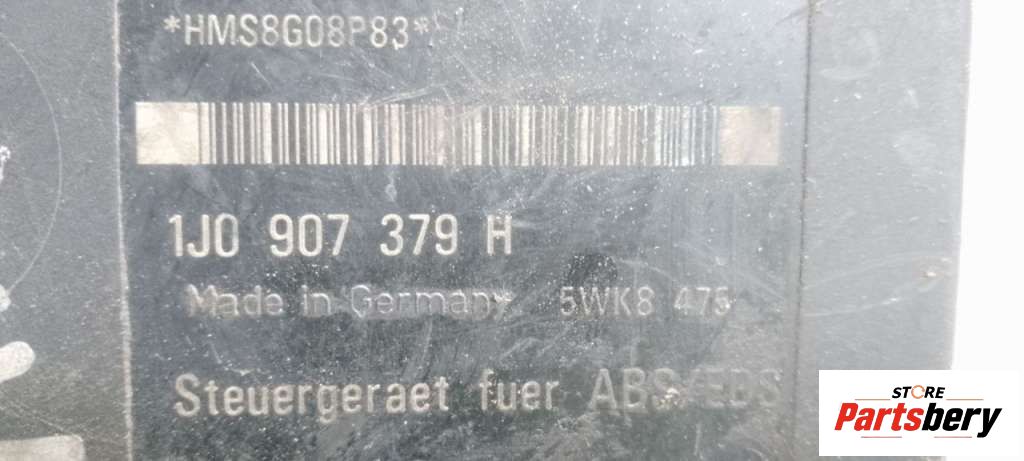 *HMS8G08P83*
1J0 907 379 H
Made in Germany 5WK8 475
Steuergeraet fuer ABS/EDS
STORE
Partsbery